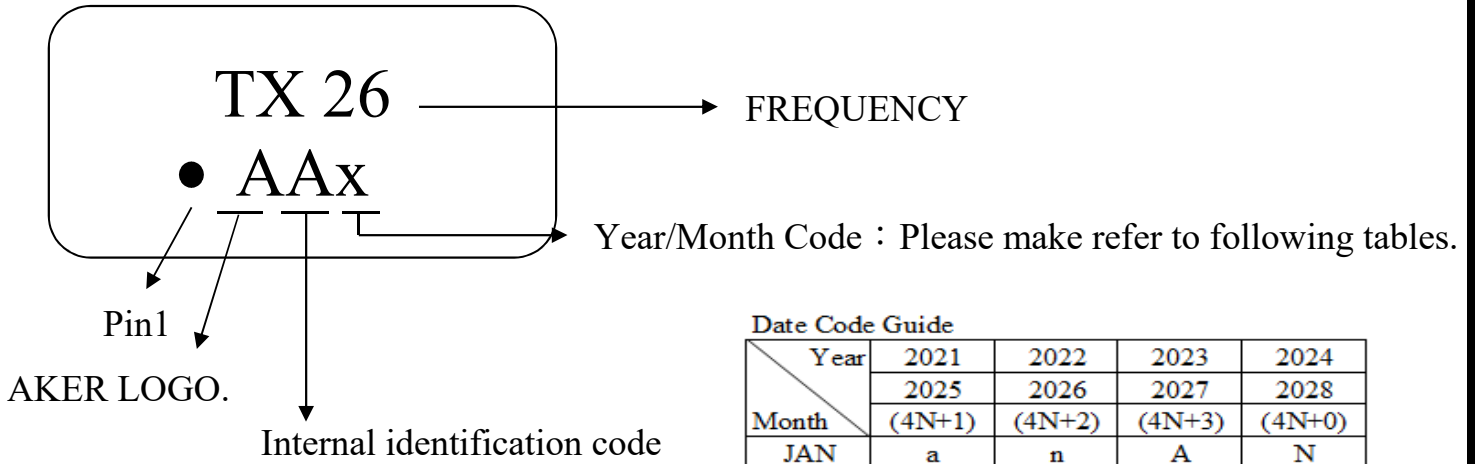 TX 26
FREQUENCY
● AAx
Year/Month Code：Please make refer to following tables.
Pin1
AKER LOGO.
Internal identification code
Date Code Guide
Year 2021 2022 2023 2024
2025 2026 2027 2028
Month (4N+1) (4N+2) (4N+3) (4N+0)
JAN a n A N